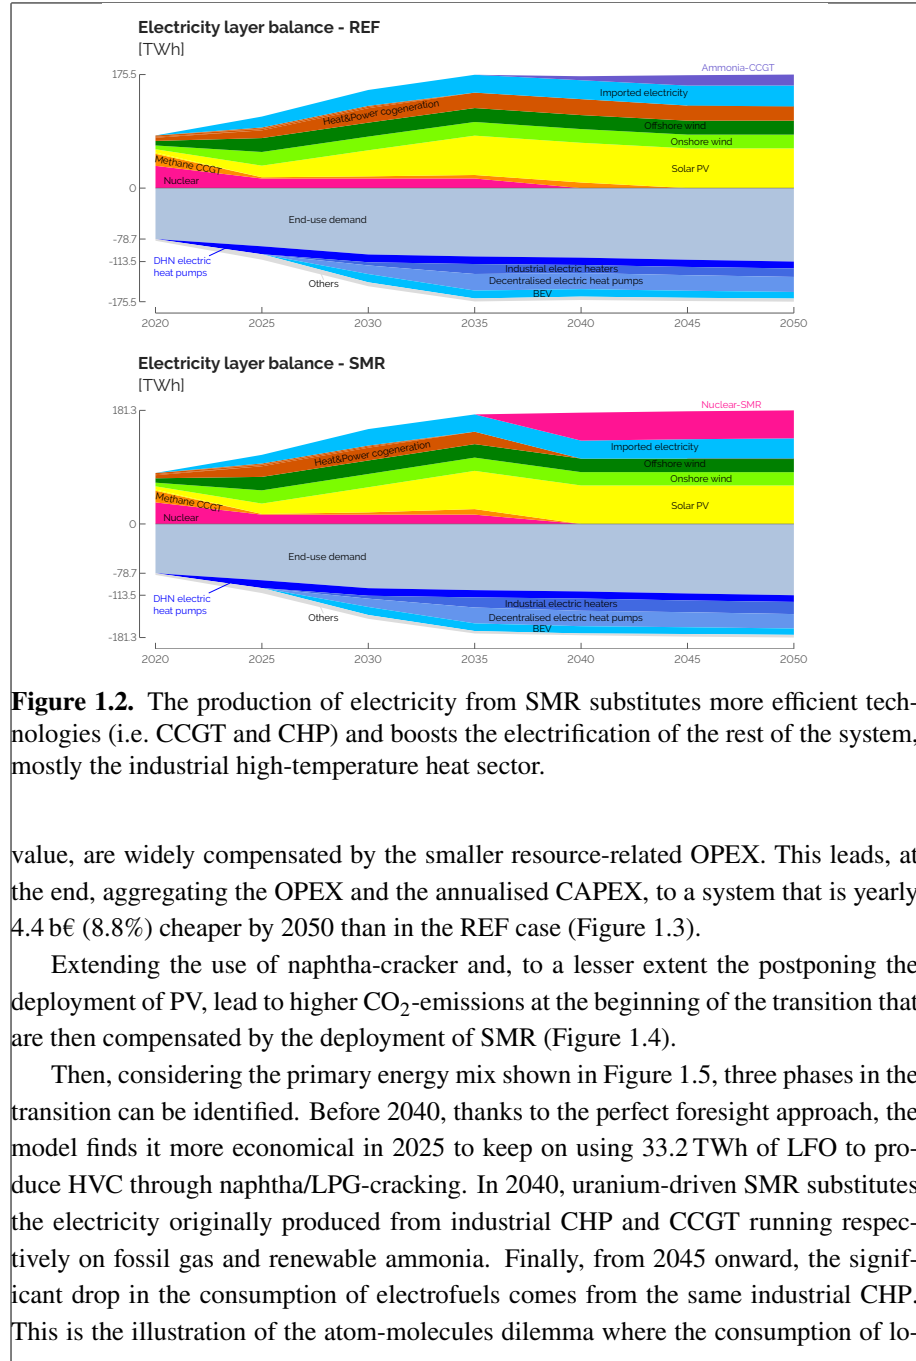 Electricity layer balance - REF
[TWh]
Ammonia-CCGT
175.5
Imported electricity
Heat&Power cogeneration
Offshore wind
Onshore wind
Methane CCGT
Solar PV
Nuclear
0
End-use demand
-78.7
DHN electric
heat pumps
-113.5
Industrial electric heaters
Decentralised electric heat pumps
Others
BEV
-175.5
2020 2025 2030 2035 2040 2045 2050
Electricity layer balance - SMR
[TWh]
Nuclear-SMR
181.3
Imported electricity
Heat&Power cogeneration
Offshore wind
Onshore wind
Methane CCGT
Solar PV
Nuclear
0
End-use demand
-78.7
-113.5
DHN electric
heat pumps
Industrial electric heaters
Decentralised electric heat pumps
Others
BEV
-181.3
2020 2025 2030 2035 2040 2045 2050
Figure 1.2. The production of electricity from SMR substitutes more efficient tech-
nologies (i.e. CCGT and CHP) and boosts the electrification of the rest of the system,
mostly the industrial high-temperature heat sector.
value, are widely compensated by the smaller resource-related OPEX. This leads, at
the end, aggregating the OPEX and the annualised CAPEX, to a system that is yearly
4.4 b€ (8.8%) cheaper by 2050 than in the REF case (Figure 1.3).
Extending the use of naphtha-cracker and, to a lesser extent the postponing the
deployment of PV, lead to higher CO₂-emissions at the beginning of the transition that
are then compensated by the deployment of SMR (Figure 1.4).
Then, considering the primary energy mix shown in Figure 1.5, three phases in the
transition can be identified. Before 2040, thanks to the perfect foresight approach, the
model finds it more economical in 2025 to keep on using 33.2 TWh of LFO to pro-
duce HVC through naphtha/LPG-cracking. In 2040, uranium-driven SMR substitutes
the electricity originally produced from industrial CHP and CCGT running respec-
tively on fossil gas and renewable ammonia. Finally, from 2045 onward, the signif-
icant drop in the consumption of electrofuels comes from the same industrial CHP.
This is the illustration of the atom-molecules dilemma where the consumption of lo-